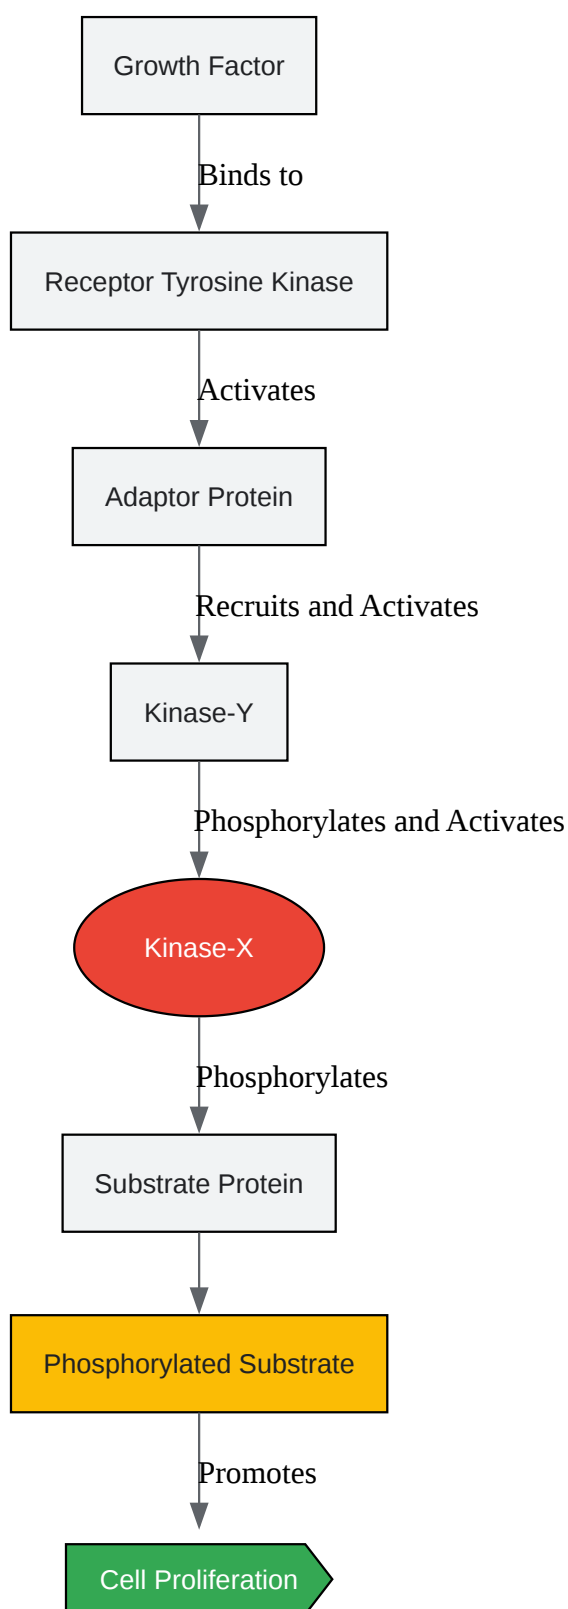 Growth Factor
Binds to
Receptor Tyrosine Kinase
Activates
Adaptor Protein
Recruits and Activates
Kinase-Y
Phosphorylates and Activates
Kinase-X
Phosphorylates
Substrate Protein
Phosphorylated Substrate
Promotes
Cell Proliferation